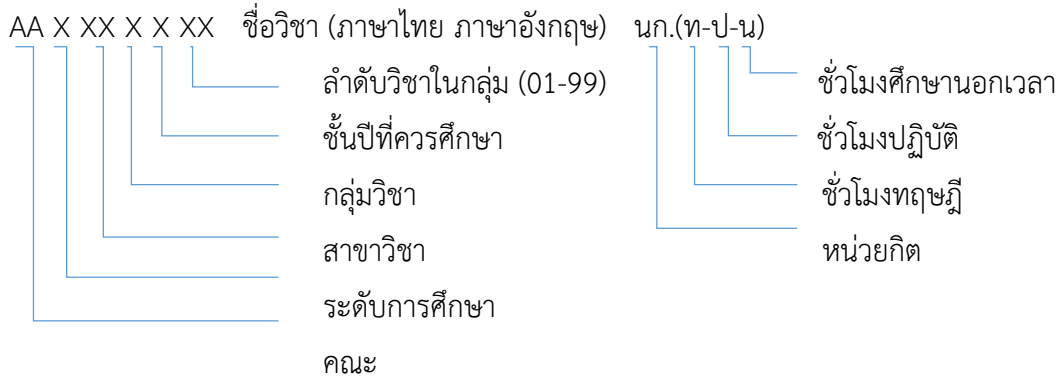 AA X XX X X XX ชื่อวิชา (ภาษาไทย ภาษาอังกฤษ) นก.(ท-ป-น)
ลำดับวิชาในกลุ่ม (01-99) ชั่วโมงศึกษานอกเวลา
ชั้นปีที่ควรศึกษา ชั่วโมงปฏิบัติ
กลุ่มวิชา ชั่วโมงทฤษฎี
สาขาวิชา หน่วยกิต
ระดับการศึกษา
คณะ